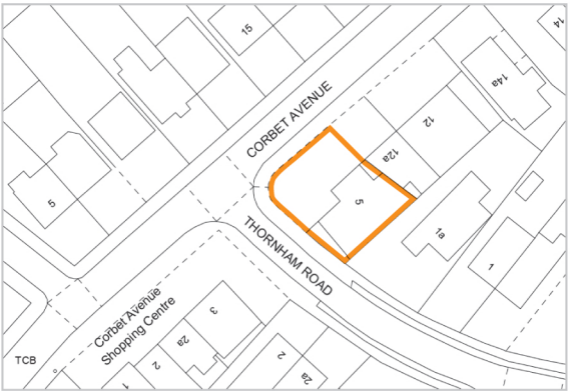 15
14
14a
CORBET AVENUE
12
12a
5
5
1a
THORNHAM ROAD
1
Corbet Avenue
Shopping Centre
3
2a
2
1
2
2a
TCB